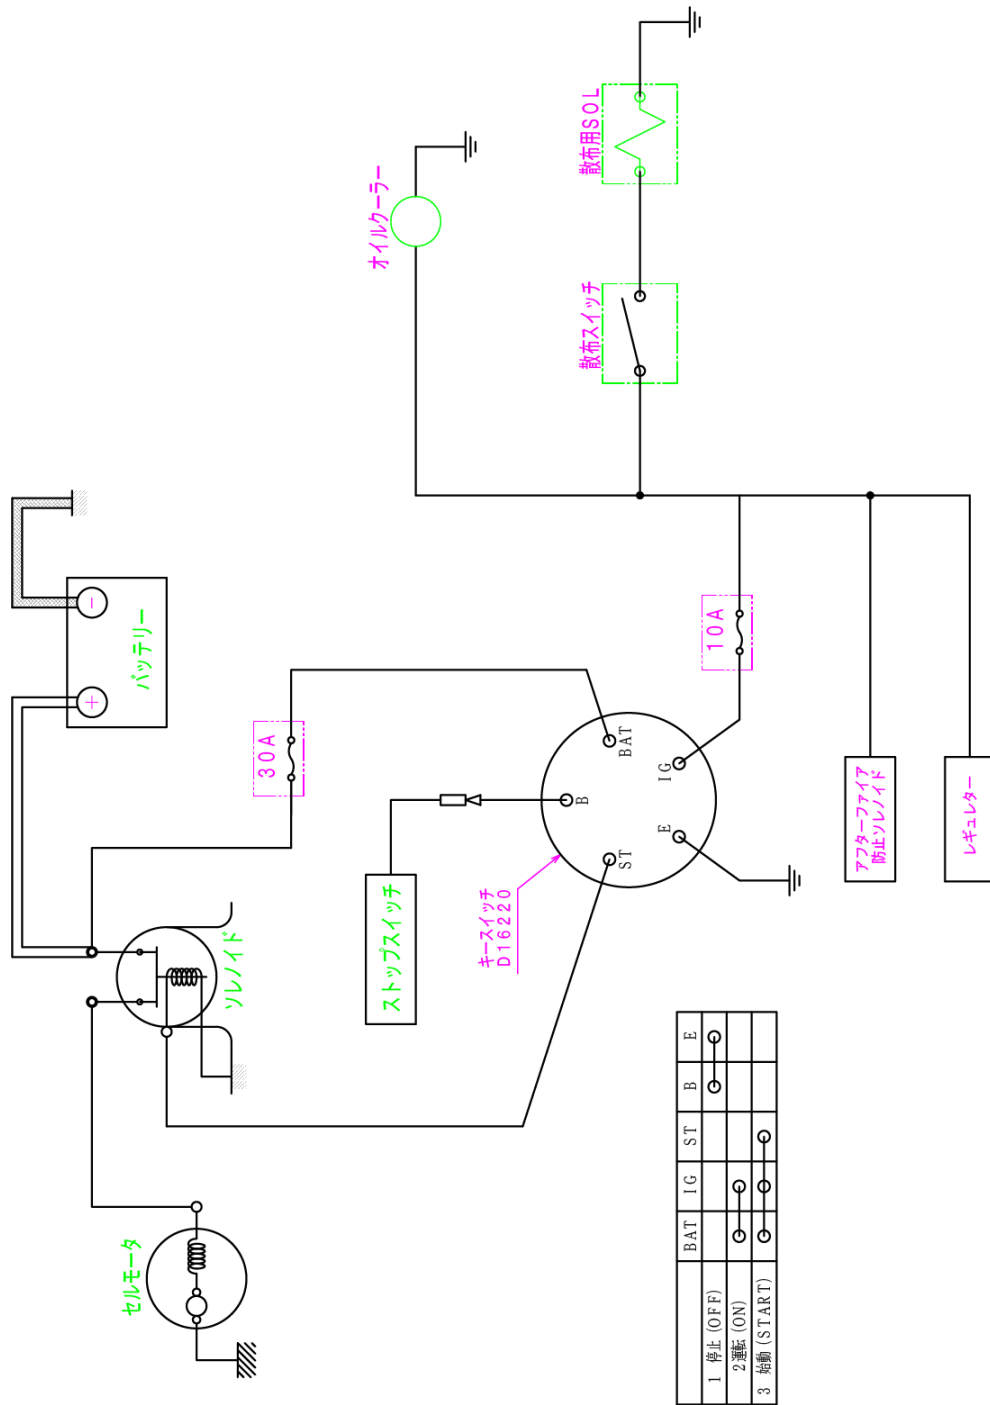 セルモータ
ソレノイド
バッテリー
+
-
30A
ストップスイッチ
キースイッチ
D16220
ST
B
BAT
E
IG
10A
オイルクーラー
散布スイッチ
散布用SOL
アフターファイア
防止ソレノイド
レギュレター
BAT IG ST B E
1 停止 (OFF)
2 運転 (ON)
3 始動 (START)